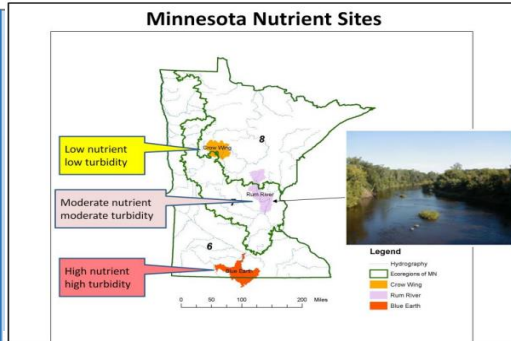 Minnesota Nutrient Sites
8
Low nutrient
low turbidity
Crow Wing
Rum River
7
Moderate nutrient
moderate turbidity
6
High nutrient
high turbidity
Blue Earth
Legend
Hydrography
Ecoregions of MN
Crow Wing
Rum River
Blue Earth
0 50 100 200 Miles